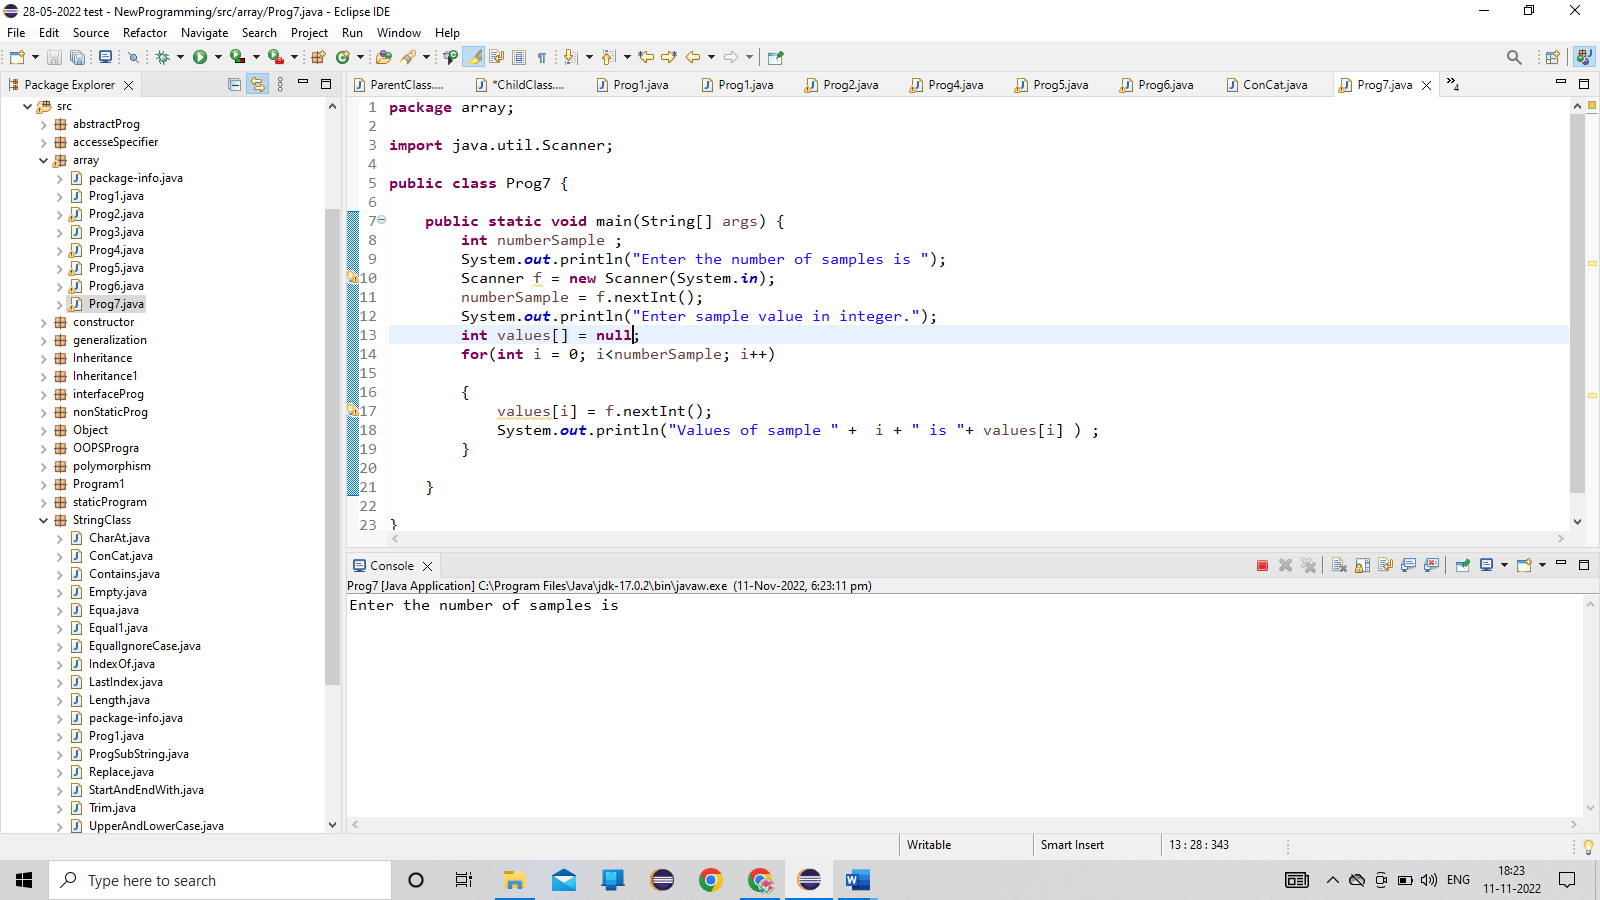 28-05-2022 test - NewProgramming/src/array/Prog7.java - Eclipse IDE
File Edit Source Refactor Navigate Search Project Run Window Help
Package Explorer
src
abstractProg
accesseSpecifier
array
package-info.java
Prog1.java
Prog2.java
Prog3.java
Prog4.java
Prog5.java
Prog6.java
Prog7.java
constructor
generalization
Inheritance
Inheritance1
interfaceProg
nonStaticProg
Object
OOPSProgra
polymorphism
Program1
staticProgram
StringClass
CharAt.java
ConCat.java
Contains.java
Empty.java
Equa.java
Equal1.java
EqualIgnoreCase.java
IndexOf.java
LastIndex.java
Length.java
package-info.java
Prog1.java
ProgSubString.java
Replace.java
StartAndEndWith.java
Trim.java
UpperAndLowerCase.java
ParentClass.... *ChildClass.... Prog1.java Prog1.java Prog2.java Prog4.java Prog5.java Prog6.java ConCat.java Prog7.java »4
1 package array;
2
3 import java.util.Scanner;
4
5 public class Prog7 {
6
7 public static void main(String[] args) {
8 int numberSample ;
9 System.out.println("Enter the number of samples is ");
10 Scanner f = new Scanner(System.in);
11 numberSample = f.nextInt();
12 System.out.println("Enter sample value in integer.");
13 int values[] = null;
14 for(int i = 0; i<numberSample; i++)
15
16 {
17 values[i] = f.nextInt();
18 System.out.println("Values of sample " + i + " is "+ values[i] ) ;
19 }
20
21 }
22
23 }
Console
Prog7 [Java Application] C:\Program Files\Java\jdk-17.0.2\bin\javaw.exe (11-Nov-2022, 6:23:11 pm)
Enter the number of samples is
Writable Smart Insert 13 : 28 : 343
Type here to search
W
ENG
18:23
11-11-2022